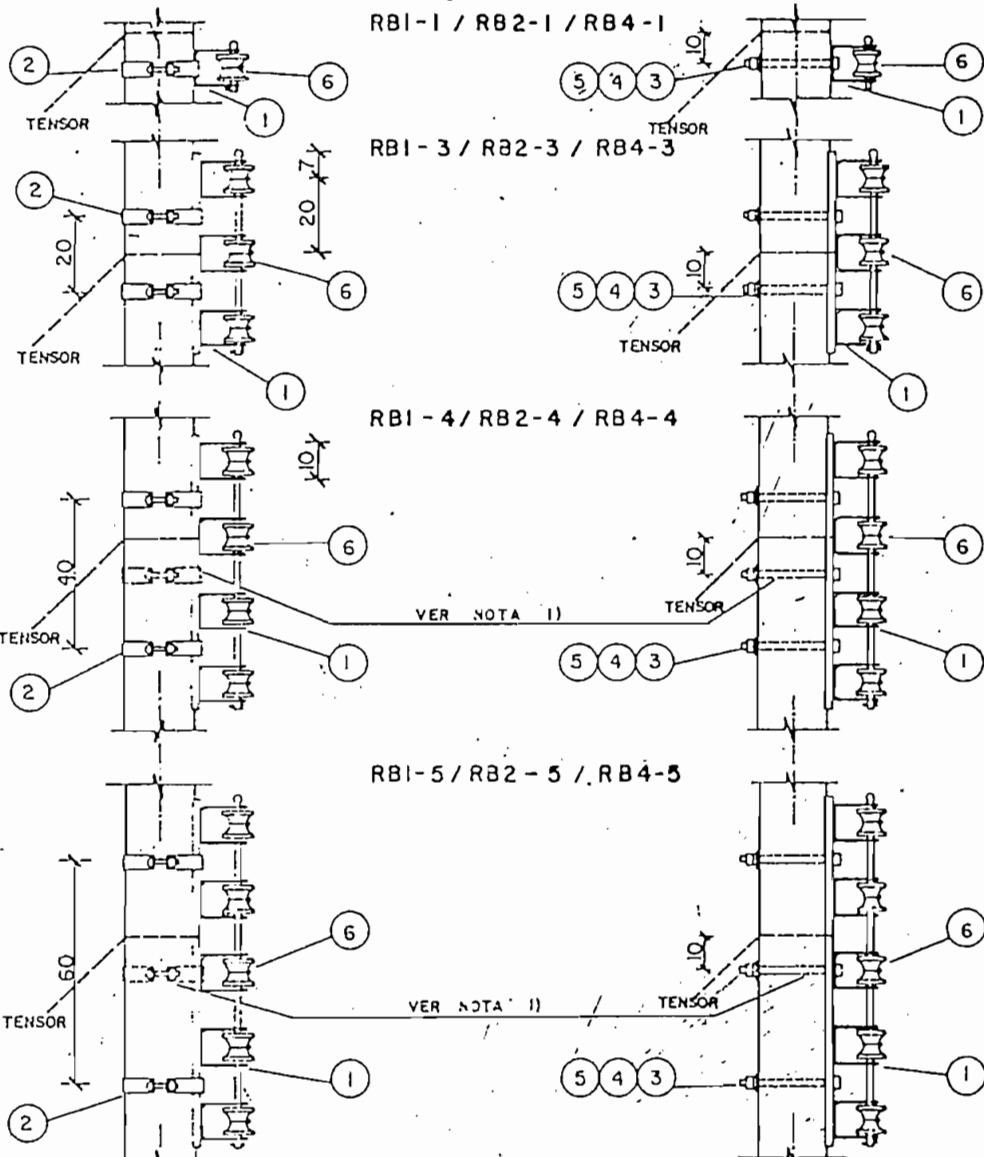 RB1-1 / RB2-1 / RB4-1
2
6
1
TENSOR
10
5 4 3
6
1
TENSOR
RB1-3 / RB2-3 / RB4-3
2
7
20
20
6
TENSOR
1
10
5 4 3
6
TENSOR
1
RB1-4 / RB2-4 / RB4-4
10
6
40
TENSOR
VER NOTA 1)
2
1
10
6
TENSOR
5 4 3
1
RB1-5 / RB2-5 / RB4-5
6
60
TENSOR
VER NOTA 1)
2
1
10
6
TENSOR
5 4 3
1